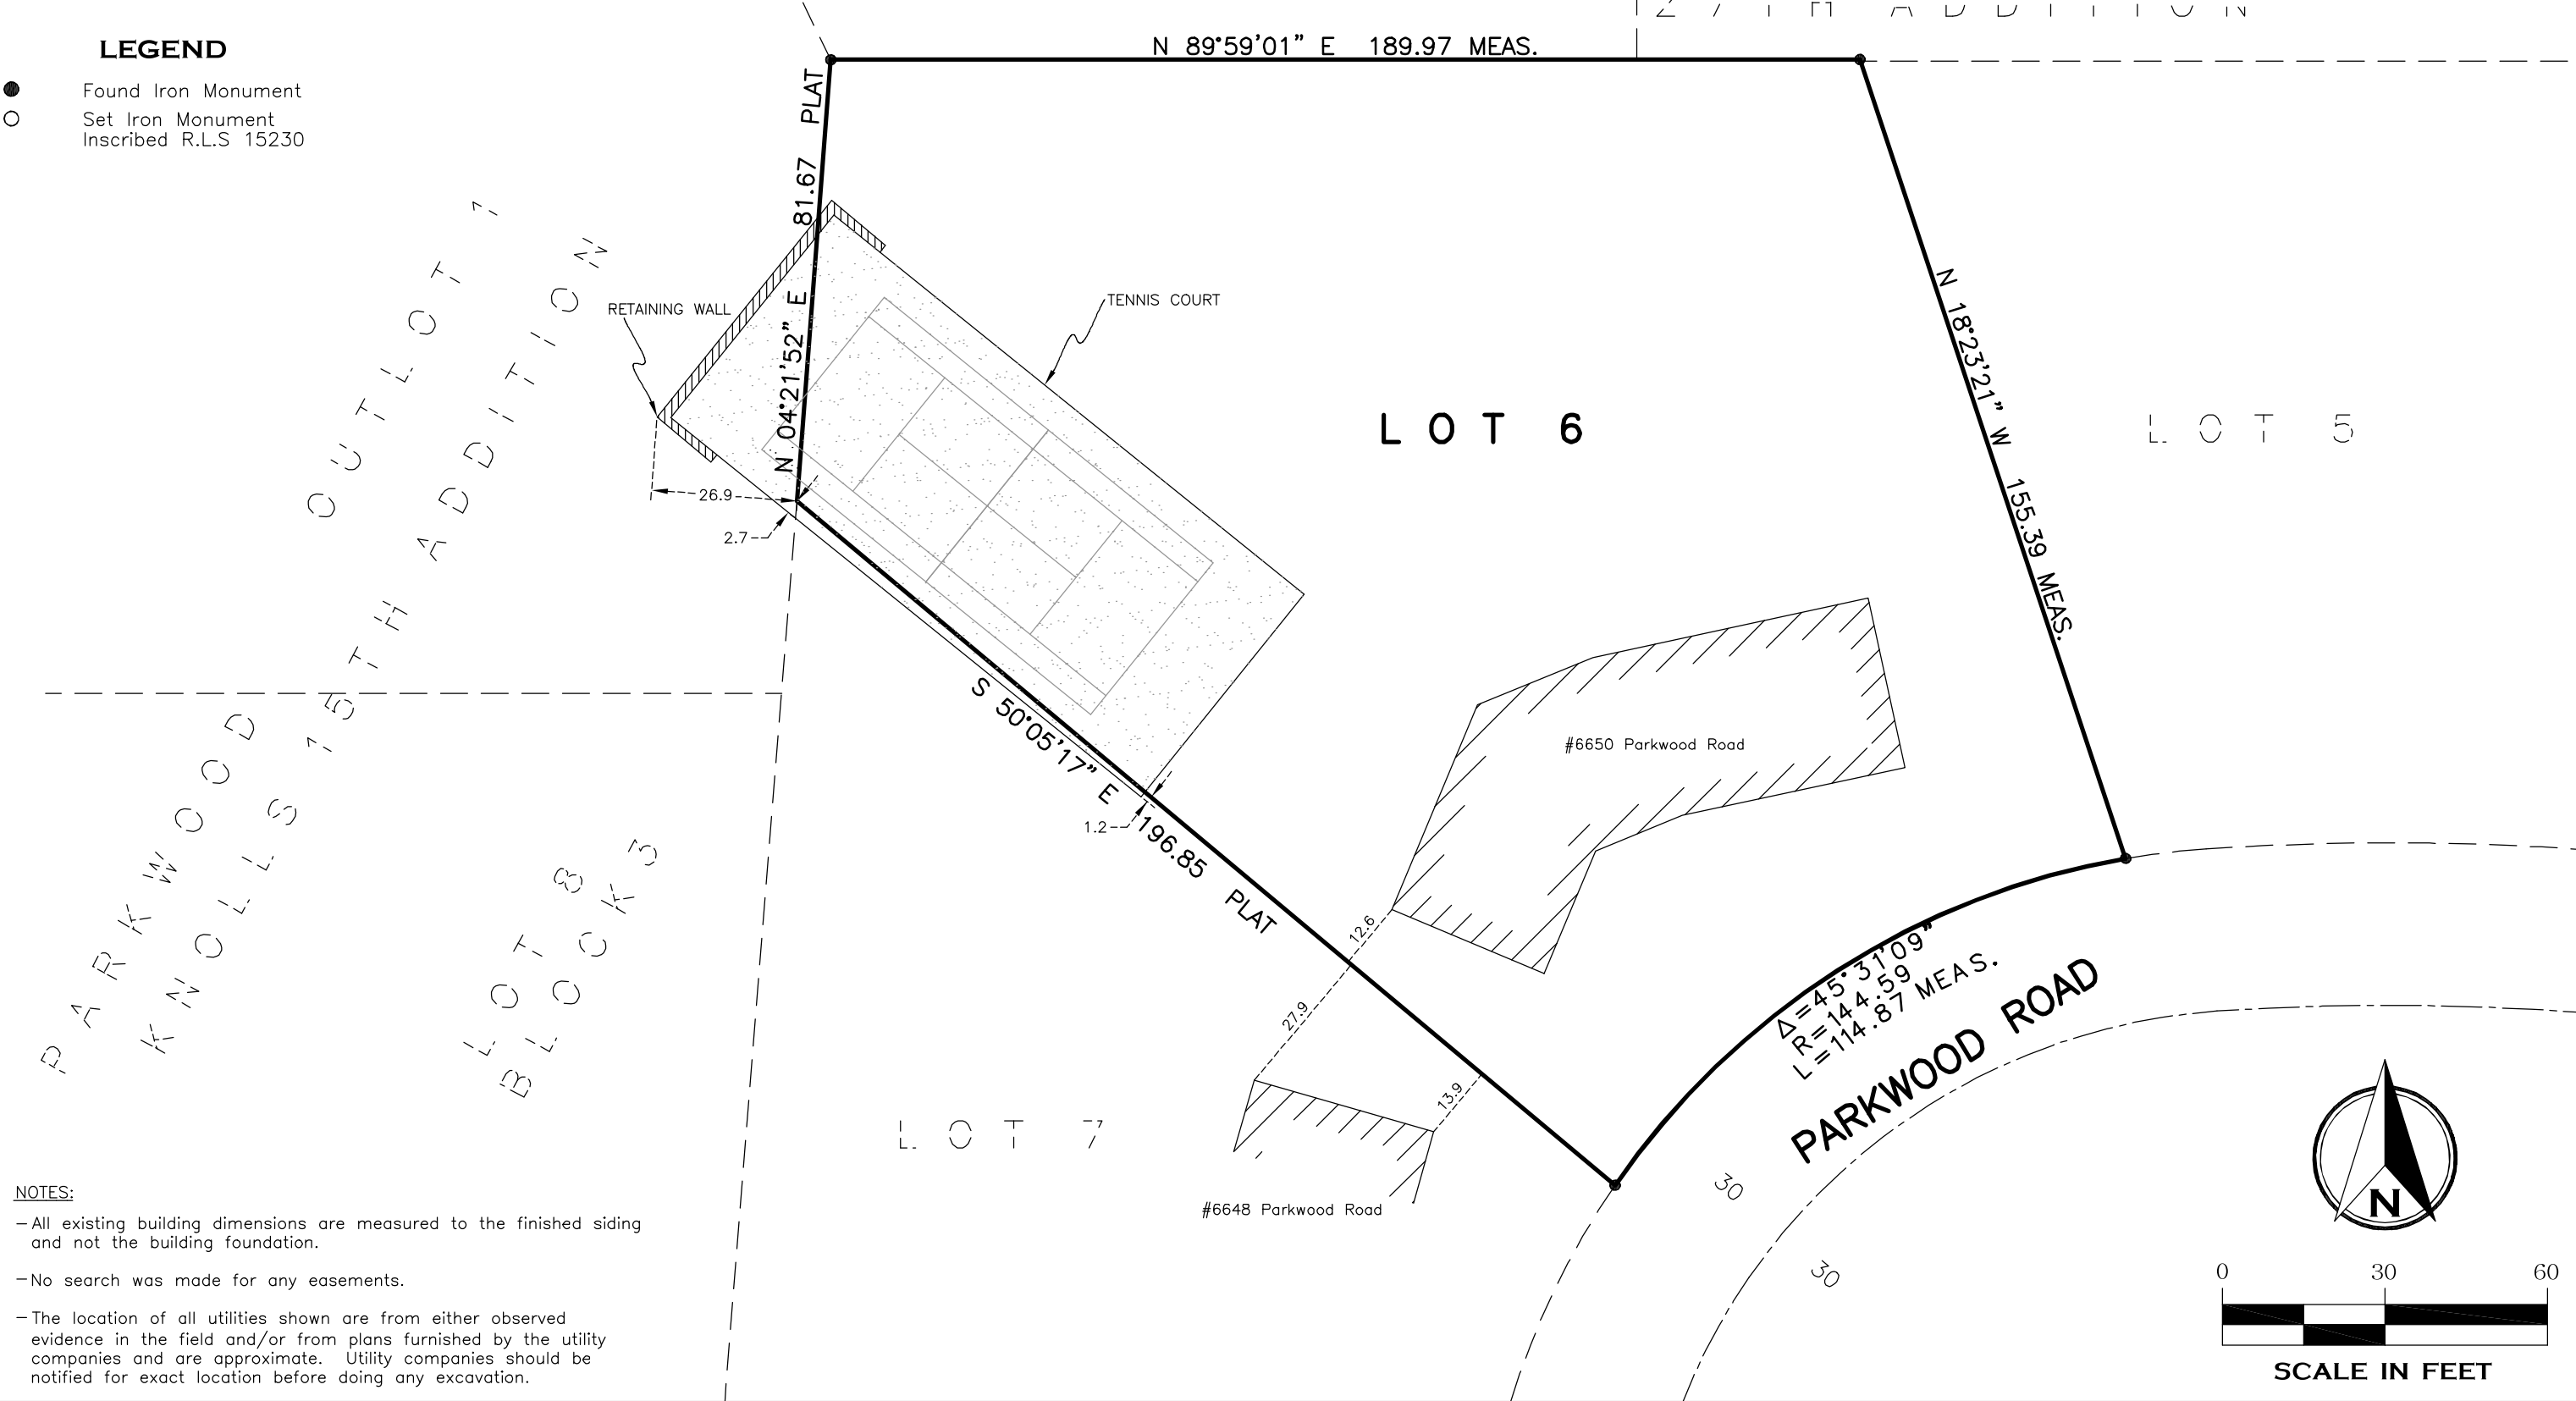 27TH ADDITION
N 89°59'01" E 189.97 MEAS.
LEGEND
Found Iron Monument
Set Iron Monument
Inscribed R.L.S 15230
N 04°21'52" E 81.67 PLAT
OUTLOT 1
RETAINING WALL
TENNIS COURT
N 18°23'21" W 155.39 MEAS.
LOT 6
LOT 5
26.9
2.7
S 50°05'17" E 196.85 PLAT
1.2
#6650 Parkwood Road
PARKWOOD
KNOLLS 15TH ADDITION
LOT 8
BLOCK 3
12.6
27.9
13.9
Δ=45°31'09"
R=144.59
L=114.87 MEAS.
PARKWOOD ROAD
LOT 7
#6648 Parkwood Road
30
30
N
0 30 60
SCALE IN FEET
NOTES:
-All existing building dimensions are measured to the finished siding
and not the building foundation.
-No search was made for any easements.
-The location of all utilities shown are from either observed
evidence in the field and/or from plans furnished by the utility
companies and are approximate. Utility companies should be
notified for exact location before doing any excavation.